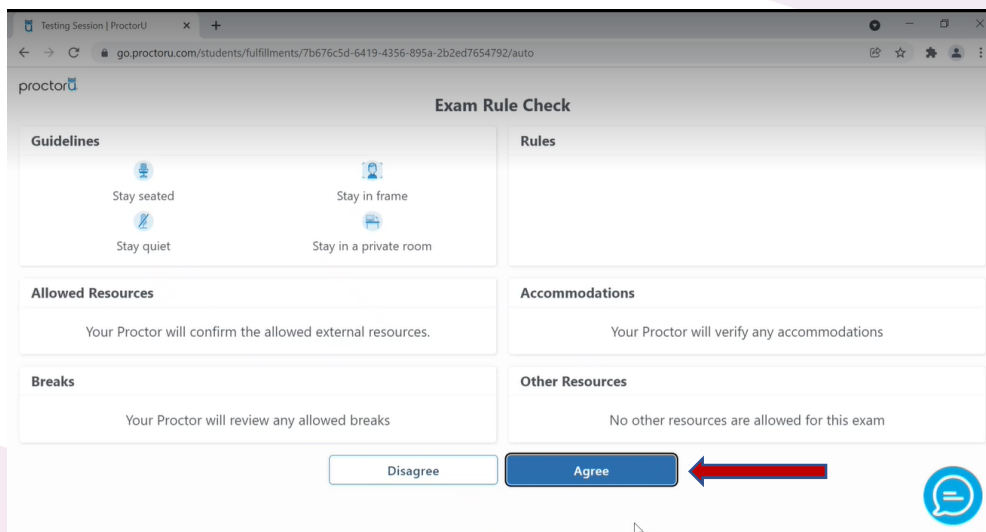 Testing Session | ProctorU
go.proctoru.com/students/fulfillments/7b676c5d-6419-4356-895a-2b2ed7654792/auto
proctorU
Exam Rule Check
Guidelines
Stay seated
Stay in frame
Stay quiet
Stay in a private room
Rules
Allowed Resources
Your Proctor will confirm the allowed external resources.
Accommodations
Your Proctor will verify any accommodations
Breaks
Your Proctor will review any allowed breaks
Other Resources
No other resources are allowed for this exam
Disagree
Agree